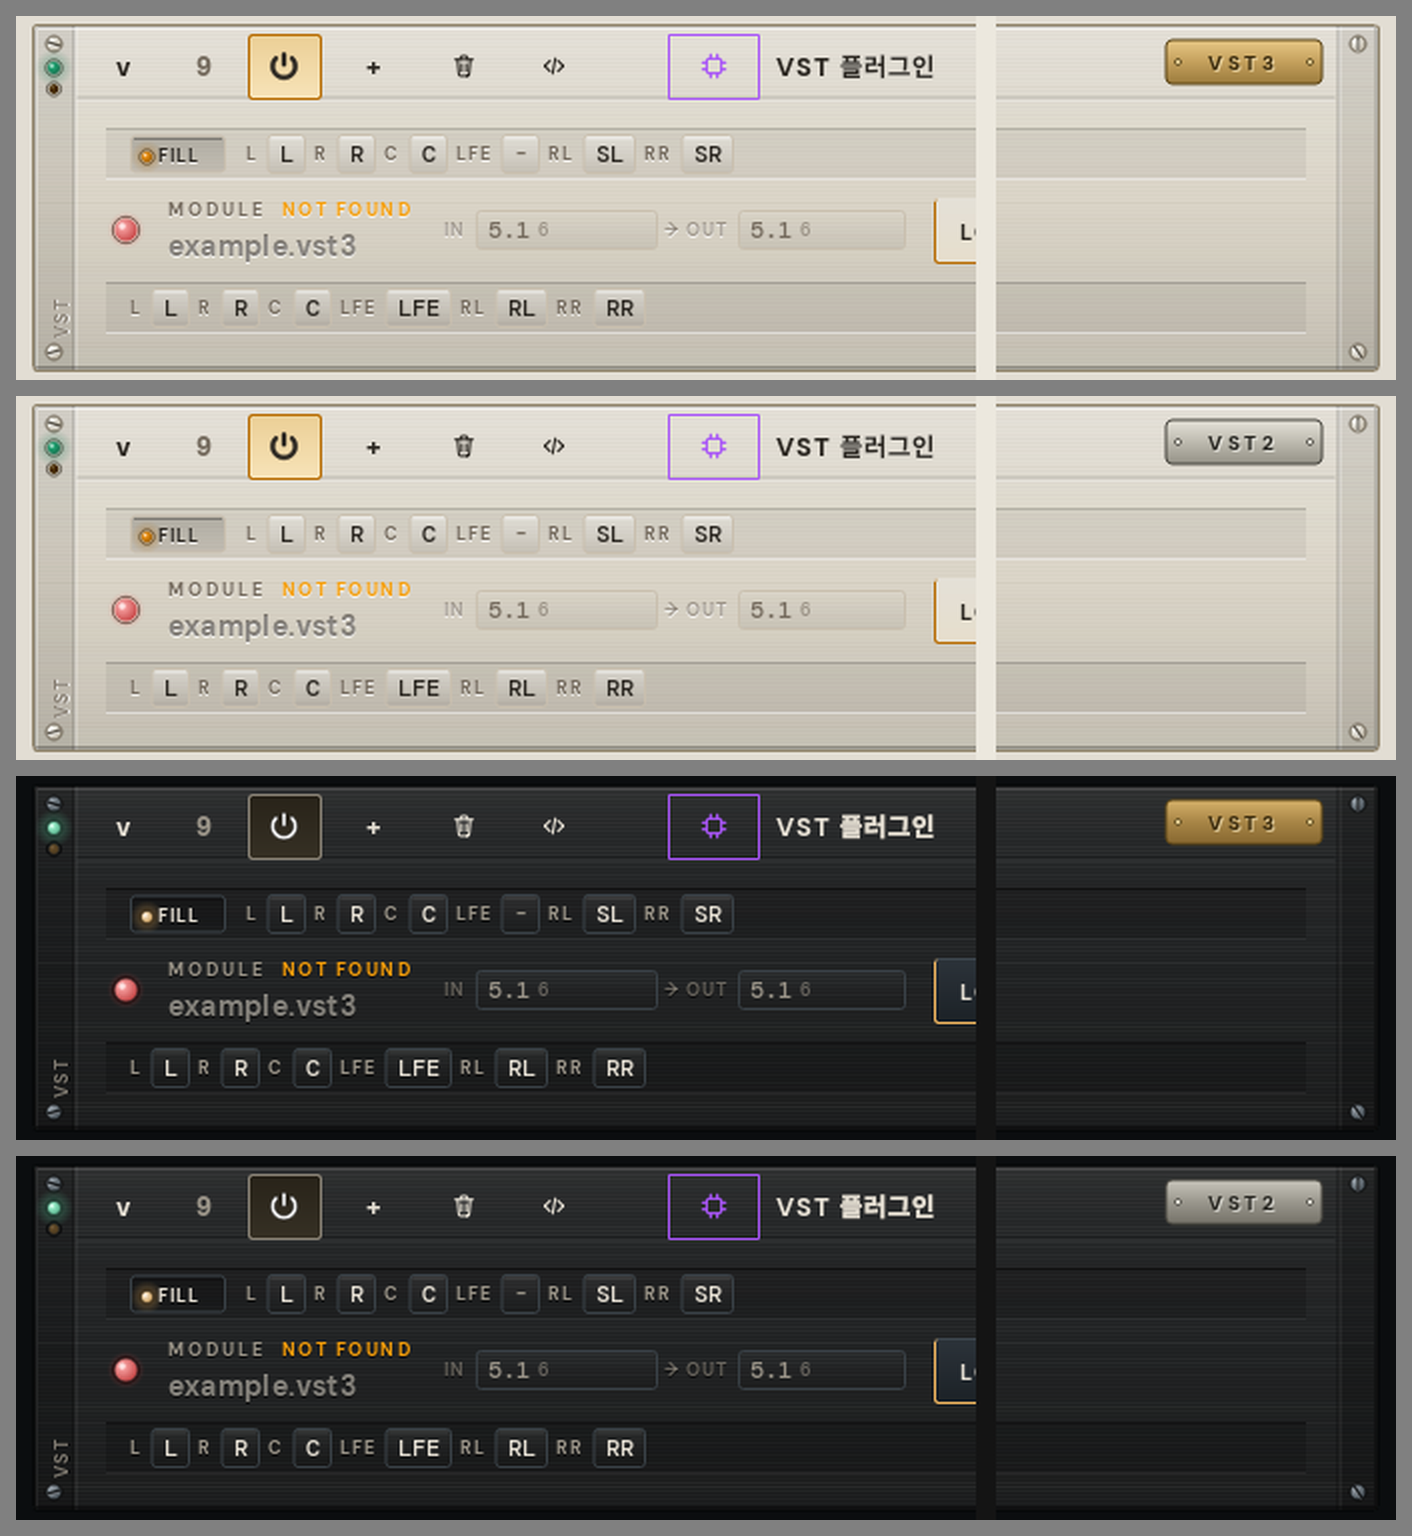 v 9 + </> VST 플러그인 VST3
FILL L L R R C C LFE - RL SL RR SR
MODULE NOT FOUND
example.vst3
IN 5.1 6 → OUT 5.1 6
L L R R C C LFE LFE RL RL RR RR
VST
v 9 + </> VST 플러그인 VST2
FILL L L R R C C LFE - RL SL RR SR
MODULE NOT FOUND
example.vst3
IN 5.1 6 → OUT 5.1 6
L L R R C C LFE LFE RL RL RR RR
VST
v 9 + </> VST 플러그인 VST3
FILL L L R R C C LFE - RL SL RR SR
MODULE NOT FOUND
example.vst3
IN 5.1 6 → OUT 5.1 6
L L R R C C LFE LFE RL RL RR RR
VST
v 9 + </> VST 플러그인 VST2
FILL L L R R C C LFE - RL SL RR SR
MODULE NOT FOUND
example.vst3
IN 5.1 6 → OUT 5.1 6
L L R R C C LFE LFE RL RL RR RR
VST